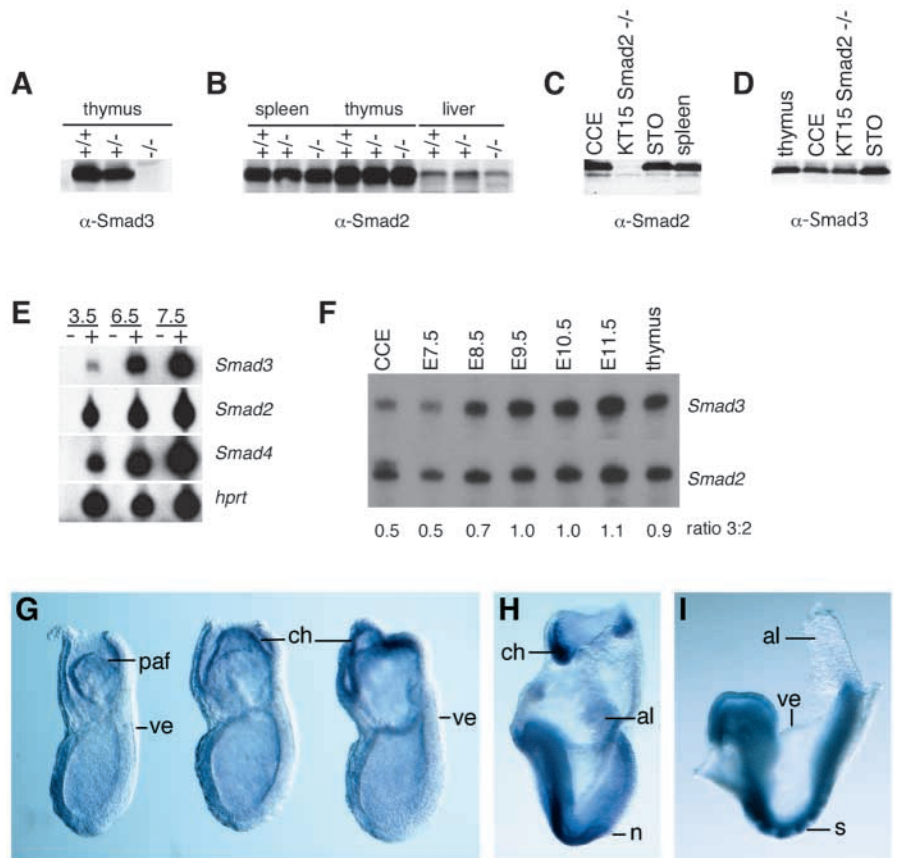 A
thymus
+/+ +/- -/-
α-Smad3
B
spleen thymus liver
+/+ +/- -/- +/+ +/- -/- +/+ +/- -/-
α-Smad2
C
CCE
KT15 Smad2 -/-
STO
spleen
α-Smad2
D
thymus
CCE
KT15 Smad2 -/-
STO
α-Smad3
E
3.5 6.5 7.5
- + - + - +
Smad3
Smad2
Smad4
hprt
F
CCE
E7.5
E8.5
E9.5
E10.5
E11.5
thymus
Smad3
Smad2
0.5 0.5 0.7 1.0 1.0 1.1 0.9 ratio 3:2
G
paf
ve
ch
ve
H
ch
al
n
I
al
ve
s